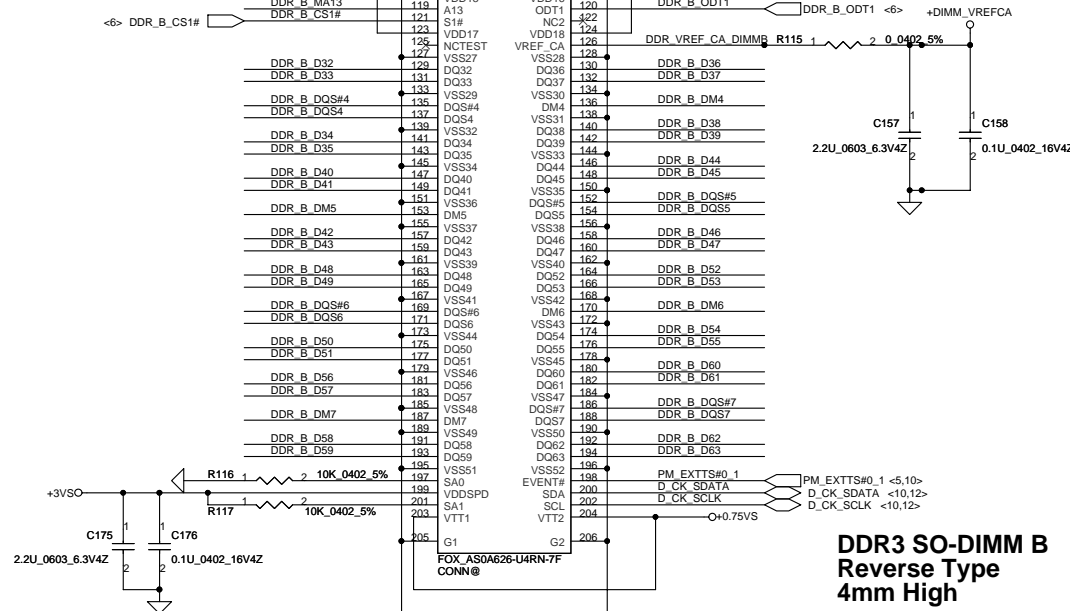 DDR_B_MA13 119 A13 ODT1 120 DDR_B_ODT1 DDR_B_ODT1 <6>
<6> DDR_B_CS1# DDR_B_CS1# 121 S1# NC2 122
123 VDD17 VDD18 124
125 NCTEST VREF_CA 126 DDR_VREF_CA_DIMMB R115 1 2 0_0402_5% +DIMM_VREFCA
127 VSS27 VSS28 128
DDR_B_D32 129 DQ32 DQ36 130 DDR_B_D36
DDR_B_D33 131 DQ33 DQ37 132 DDR_B_D37
133 VSS29 VSS30 134
DDR_B_DQS#4 135 DQS#4 DM4 136 DDR_B_DM4
DDR_B_DQS4 137 DQS4 VSS31 138
139 VSS32 DQ38 140 DDR_B_D38
DDR_B_D34 141 DQ34 DQ39 142 DDR_B_D39
DDR_B_D35 143 DQ35 VSS33 144
145 VSS34 DQ44 146 DDR_B_D44
DDR_B_D40 147 DQ40 DQ45 148 DDR_B_D45
DDR_B_D41 149 DQ41 VSS35 150
151 VSS36 DQS#5 152 DDR_B_DQS#5
DDR_B_DM5 153 DM5 DQS5 154 DDR_B_DQS5
155 VSS37 VSS38 156
DDR_B_D42 157 DQ42 DQ46 158 DDR_B_D46
DDR_B_D43 159 DQ43 DQ47 160 DDR_B_D47
161 VSS39 VSS40 162
DDR_B_D48 163 DQ48 DQ52 164 DDR_B_D52
DDR_B_D49 165 DQ49 DQ53 166 DDR_B_D53
167 VSS41 VSS42 168
DDR_B_DQS#6 169 DQS#6 DM6 170 DDR_B_DM6
DDR_B_DQS6 171 DQS6 VSS43 172
173 VSS44 DQ54 174 DDR_B_D54
DDR_B_D50 175 DQ50 DQ55 176 DDR_B_D55
DDR_B_D51 177 DQ51 VSS45 178
179 VSS46 DQ60 180 DDR_B_D60
DDR_B_D56 181 DQ56 DQ61 182 DDR_B_D61
DDR_B_D57 183 DQ57 VSS47 184
185 VSS48 DQS#7 186 DDR_B_DQS#7
DDR_B_DM7 187 DM7 DQS7 188 DDR_B_DQS7
189 VSS49 VSS50 190
DDR_B_D58 191 DQ58 DQ62 192 DDR_B_D62
DDR_B_D59 193 DQ59 DQ63 194 DDR_B_D63
195 VSS51 VSS52 196
R116 1 2 10K_0402_5% 197 SA0 EVENT# 198 PM_EXTTS#0_1 PM_EXTTS#0_1 <5,10>
+3VS 199 VDDSPD SDA 200 D_CK_SDATA D_CK_SDATA <10,12>
R117 1 2 10K_0402_5% 201 SA1 SCL 202 D_CK_SCLK D_CK_SCLK <10,12>
203 VTT1 VTT2 204 +0.75VS
205 G1 G2 206
FOX_AS0A626-U4RN-7F
CONN@
1
C157
2.2U_0603_6.3V4Z
2
1
C158
0.1U_0402_16V4Z
2
1
C175
2.2U_0603_6.3V4Z
2
1
C176
0.1U_0402_16V4Z
2
DDR3 SO-DIMM B
Reverse Type
4mm High